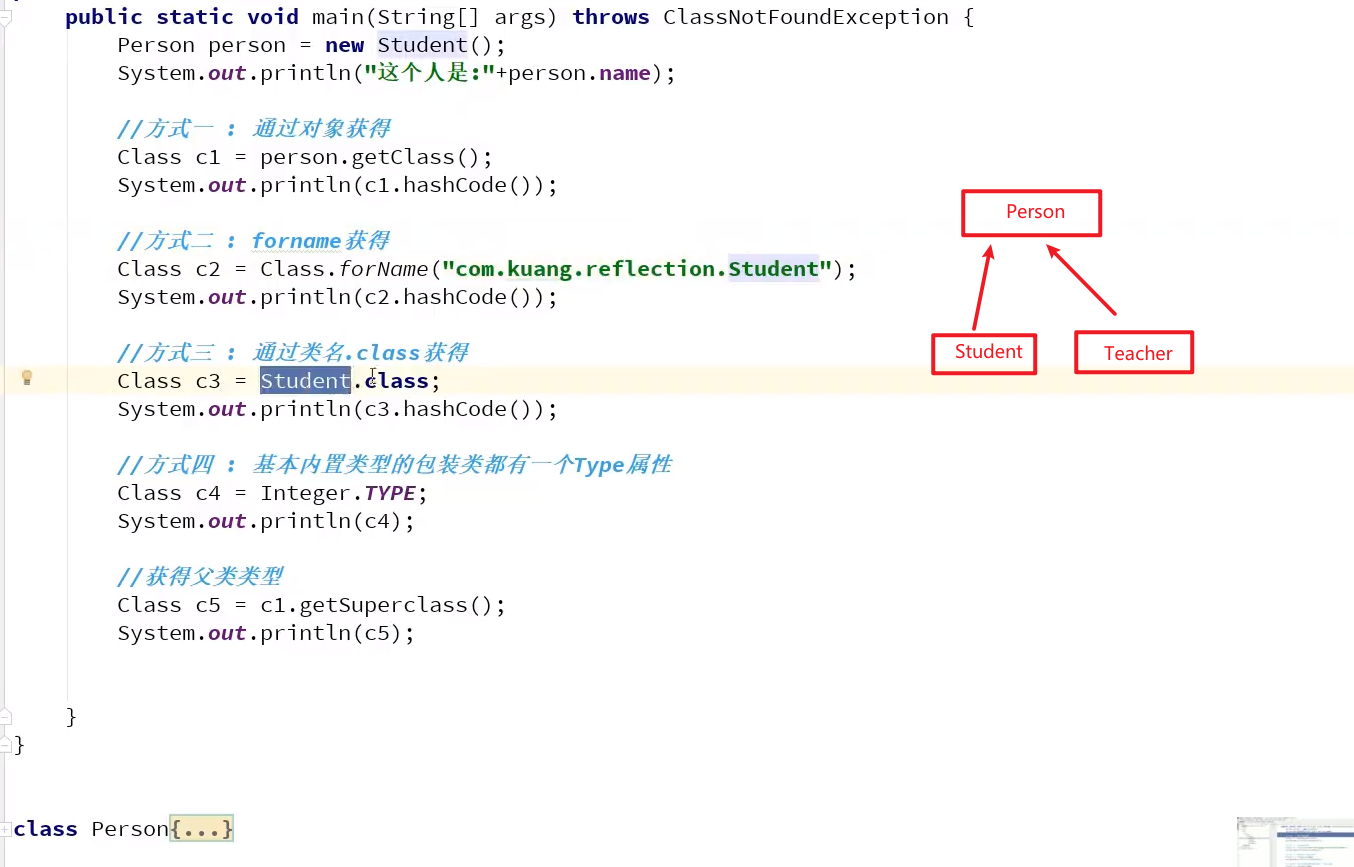 public static void main(String[] args) throws ClassNotFoundException {
Person person = new Student();
System.out.println("这个人是:"+person.name);
//方式一 : 通过对象获得
Class c1 = person.getClass();
System.out.println(c1.hashCode());
//方式二 : forname获得
Class c2 = Class.forName("com.kuang.reflection.Student");
System.out.println(c2.hashCode());
//方式三 : 通过类名.class获得
Class c3 = Student.class;
System.out.println(c3.hashCode());
//方式四 : 基本内置类型的包装类都有一个Type属性
Class c4 = Integer.TYPE;
System.out.println(c4);
//获得父类类型
Class c5 = c1.getSuperclass();
System.out.println(c5);
}
}
class Person{...}
Person
Student
Teacher